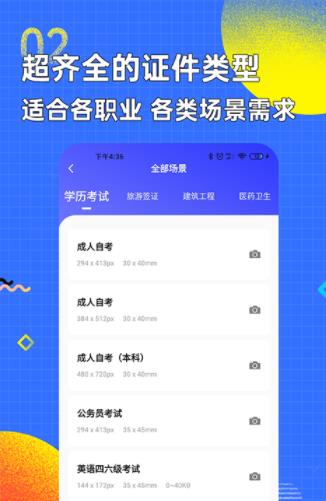 02
超齐全的证件类型
适合各职业 各类场景需求
下午4:36
全部场景
学历考试 旅游签证 建筑工程 医药卫生
成人自考
294 x 413px 30 x 40mm
成人自考
384 x 512px 30 x 40mm
成人自考（本科）
480 x 720px 30 x 40mm
公务员考试
294 x 413px 35 x 45mm
英语四六级考试
144 x 172px 35 x 45mm 0~40KB